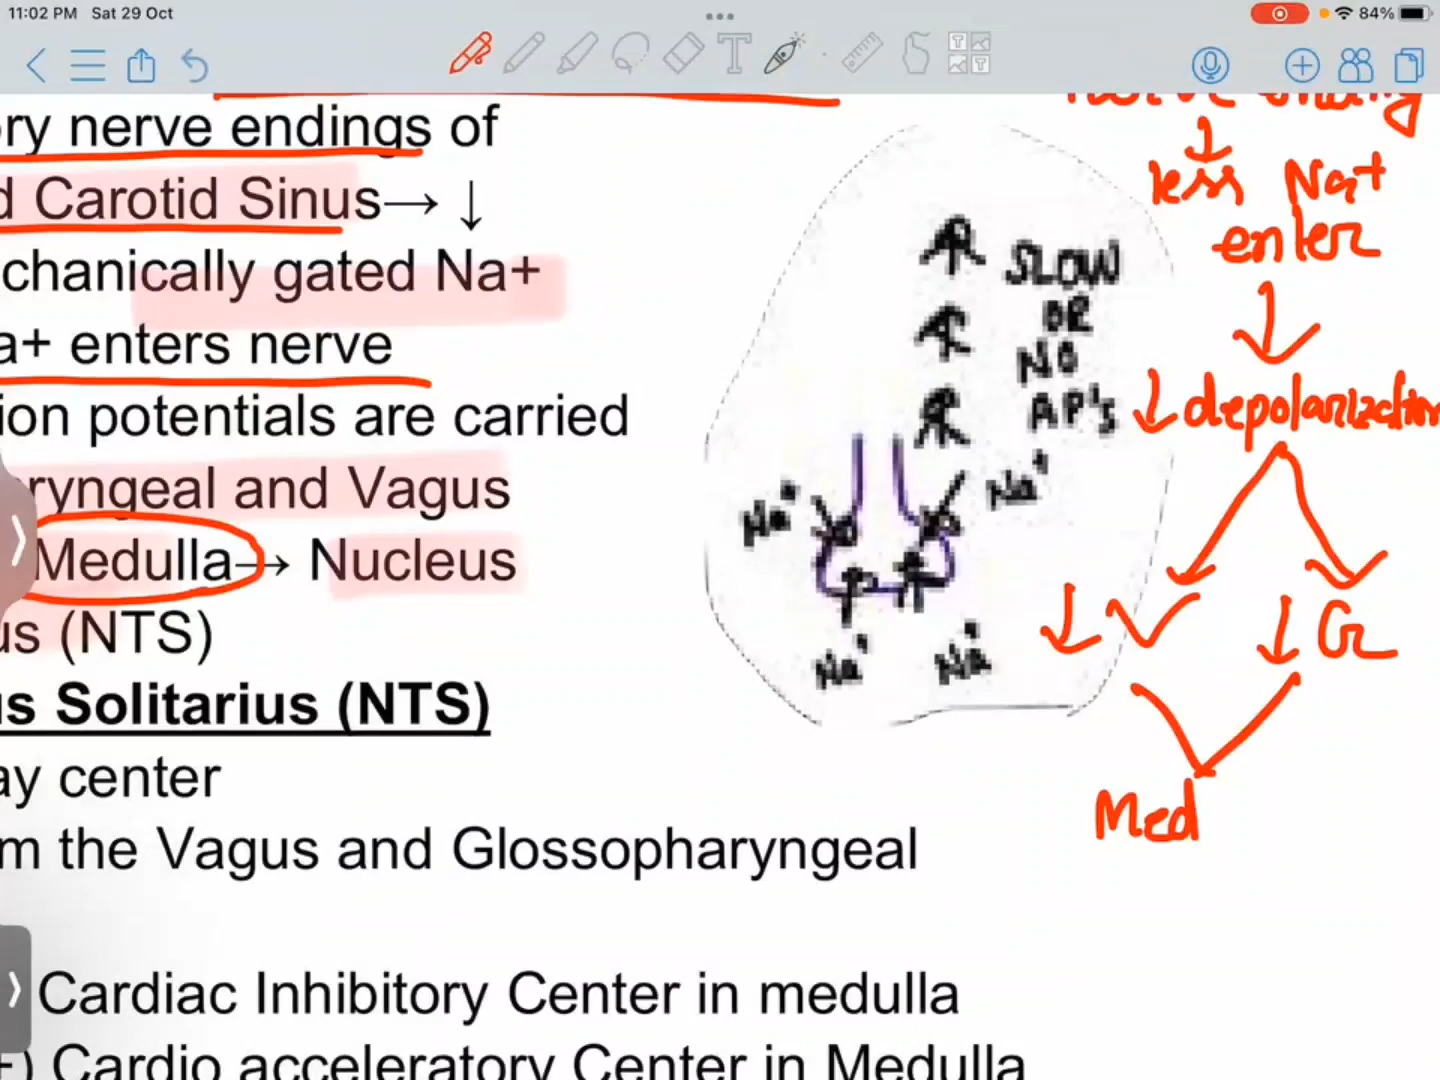 11:02 PM Sat 29 Oct
84%
ry nerve endings of
d Carotid Sinus→ ↓
chanically gated Na+
a+ enters nerve
ion potentials are carried
ryngeal and Vagus
Medulla→ Nucleus
us (NTS)
us Solitarius (NTS)
ay center
m the Vagus and Glossopharyngeal
Cardiac Inhibitory Center in medulla
+) Cardio acceleratory Center in Medulla
SLOW
OR
NO
AP's
Na+
Na+
Na+
Na+
↓
less Na+
enter
↓
↓ depolarization
↓ V
↓ G
Med